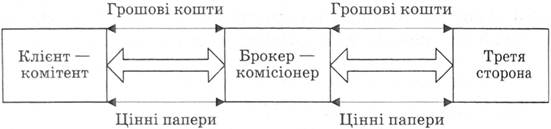 Грошові кошти
Грошові кошти
Клієнт —
комітент
Брокер —
комісіонер
Третя
сторона
Цінні папери
Цінні папери